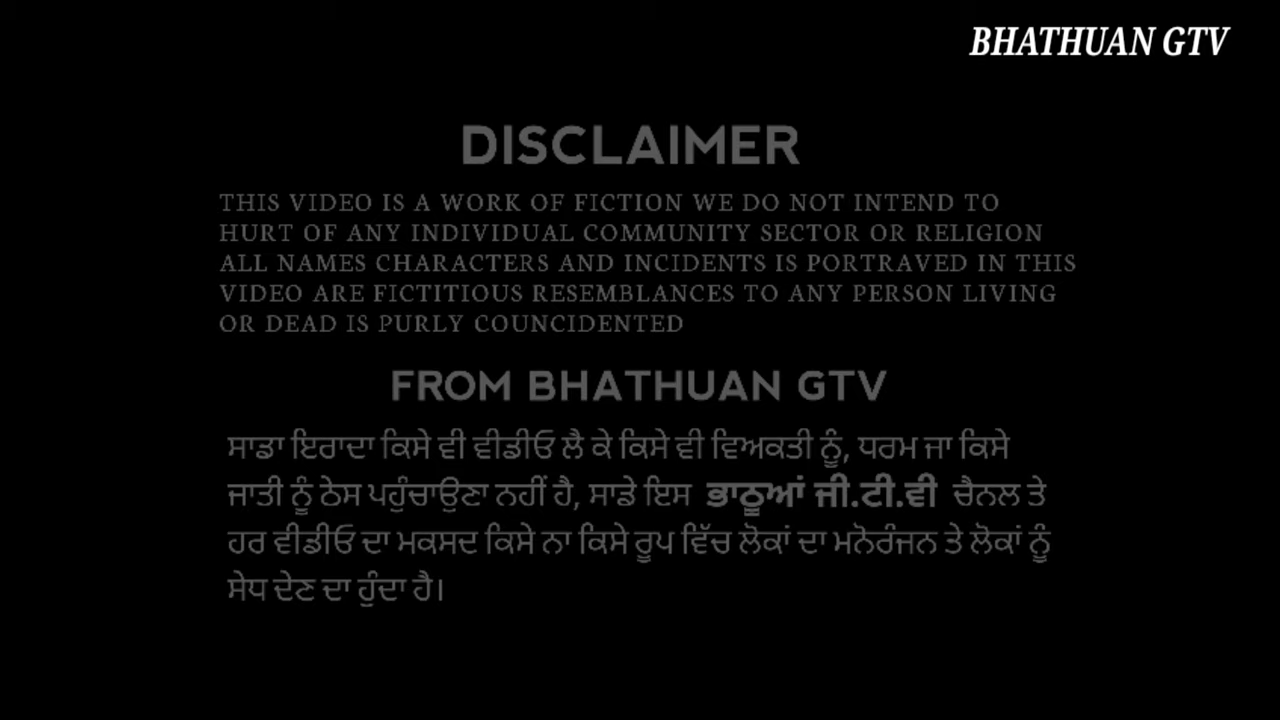 BHATHUAN GTV
DISCLAIMER
THIS VIDEO IS A WORK OF FICTION WE DO NOT INTEND TO
HURT OF ANY INDIVIDUAL COMMUNITY SECTOR OR RELIGION
ALL NAMES CHARACTERS AND INCIDENTS IS PORTRAVED IN THIS
VIDEO ARE FICTITIOUS RESEMBLANCES TO ANY PERSON LIVING
OR DEAD IS PURLY COUNCIDENTED
FROM BHATHUAN GTV
ਸਾਡਾ ਇਰਾਦਾ ਕਿਸੇ ਵੀ ਵੀਡੀਓ ਲੈ ਕੇ ਕਿਸੇ ਵੀ ਵਿਅਕਤੀ ਨੂੰ, ਧਰਮ ਜਾ ਕਿਸੇ
ਜਾਤੀ ਨੂੰ ਠੇਸ ਪਹੁੰਚਾਉਣਾ ਨਹੀਂ ਹੈ, ਸਾਡੇ ਇਸ ਭਾਠੂਆਂ ਜੀ.ਟੀ.ਵੀ ਚੈਨਲ ਤੇ
ਹਰ ਵੀਡੀਓ ਦਾ ਮਕਸਦ ਕਿਸੇ ਨਾ ਕਿਸੇ ਰੂਪ ਵਿੱਚ ਲੋਕਾਂ ਦਾ ਮਨੋਰੰਜਨ ਤੇ ਲੋਕਾਂ ਨੂੰ
ਸੇਧ ਦੇਣ ਦਾ ਹੁੰਦਾ ਹੈ।